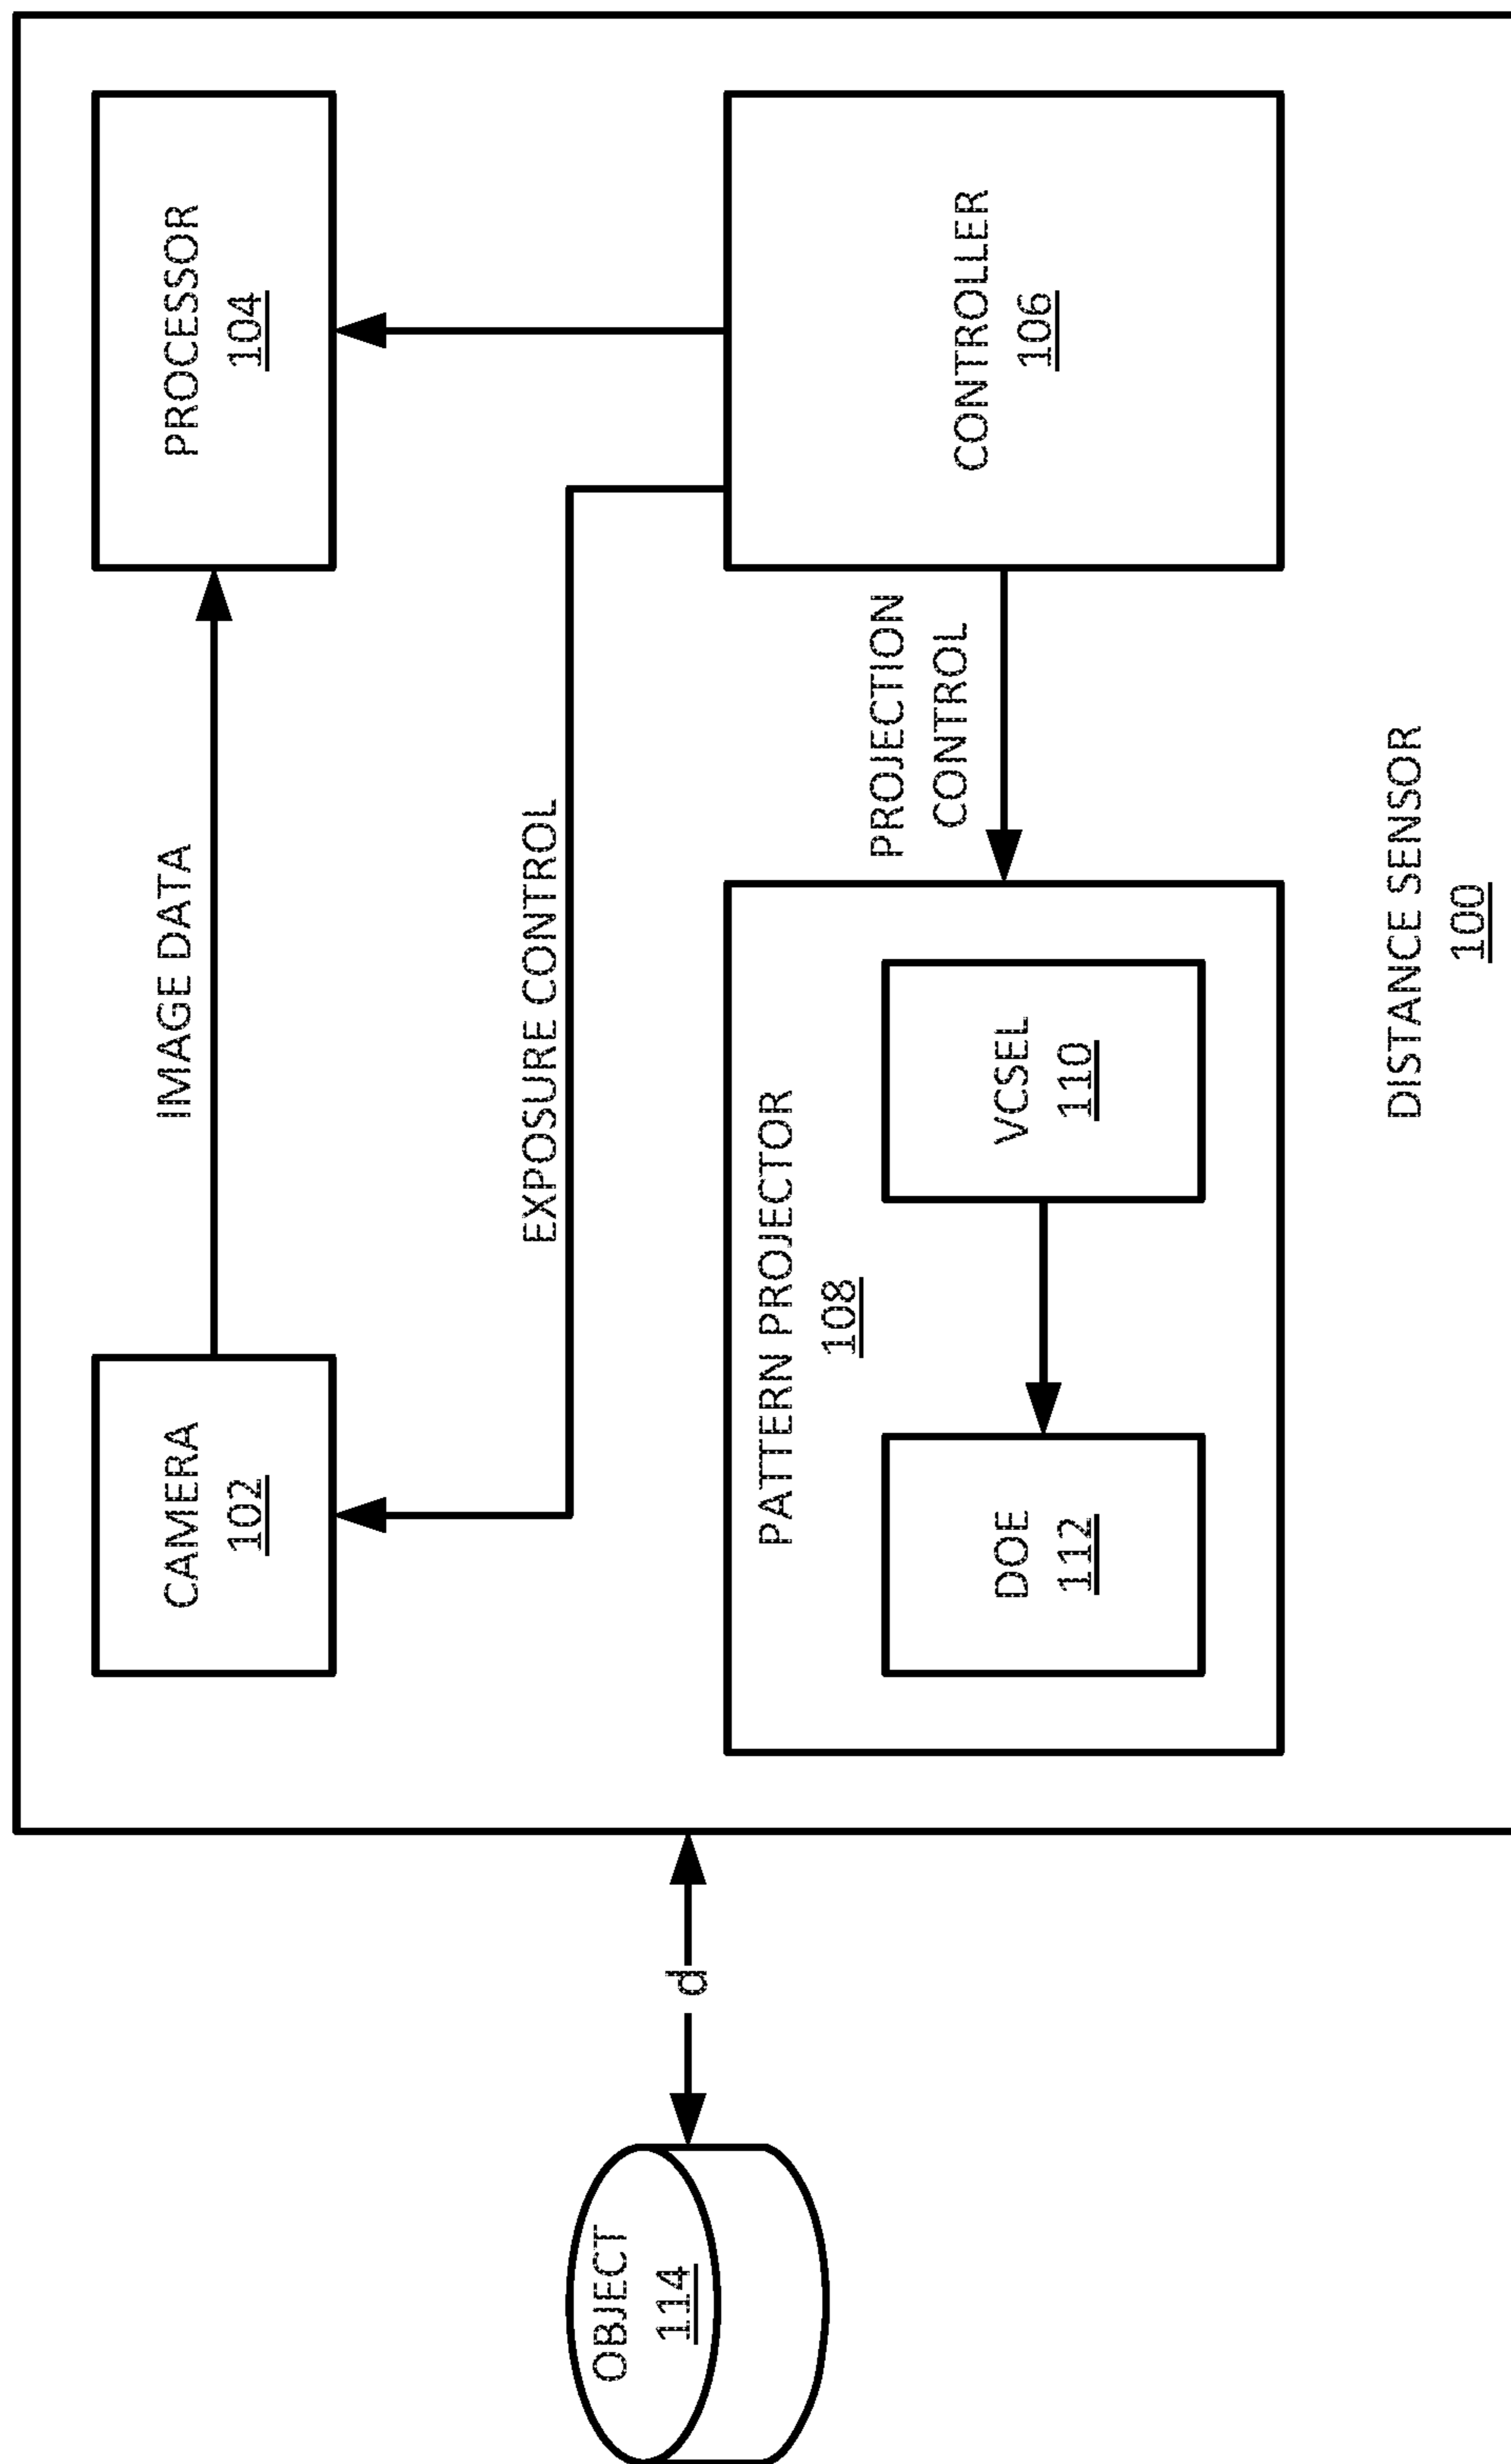 CAMERA
102
IMAGE DATA
PROCESSOR
104
OBJECT
114
d
EXPOSURE CONTROL
PATTERN PROJECTOR
108
PROJECTION
CONTROL
DOE
112
VCSEL
110
CONTROLLER
106
DISTANCE SENSOR
100